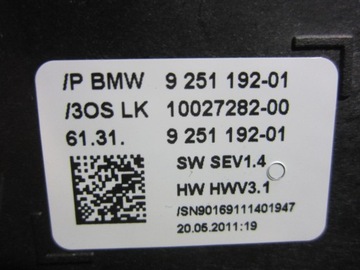 /P BMW 9 251 192-01
/3OS LK 10027282-00
61.31. 9 251 192-01
SW SEV1.4
HW HWV3.1
/SN90169111401947
20.05.2011:19